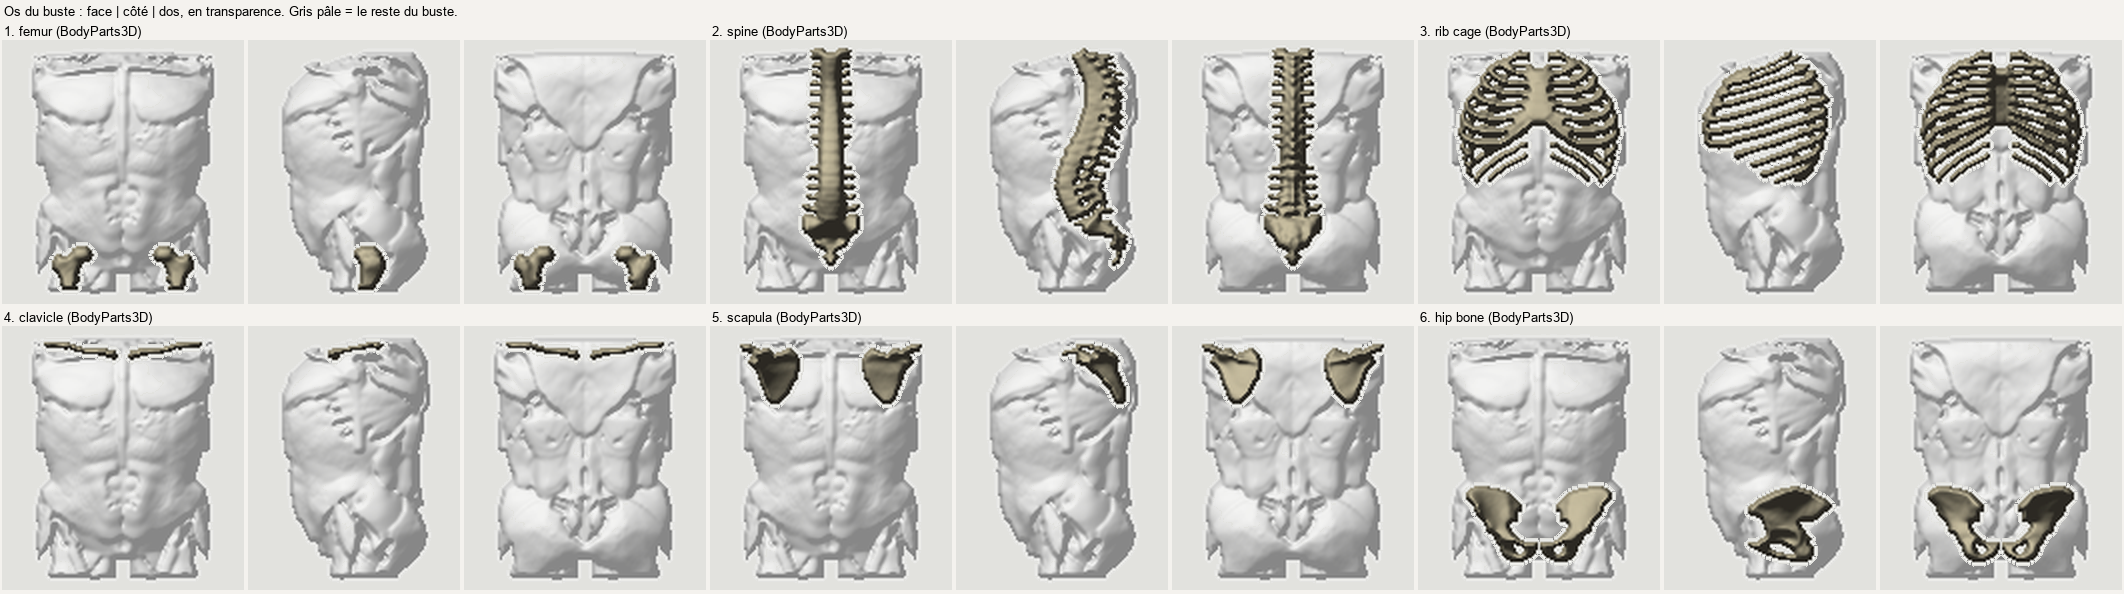 Os du buste : face | côté | dos, en transparence. Gris pâle = le reste du buste.
1. femur (BodyParts3D)
2. spine (BodyParts3D)
3. rib cage (BodyParts3D)
4. clavicle (BodyParts3D)
5. scapula (BodyParts3D)
6. hip bone (BodyParts3D)